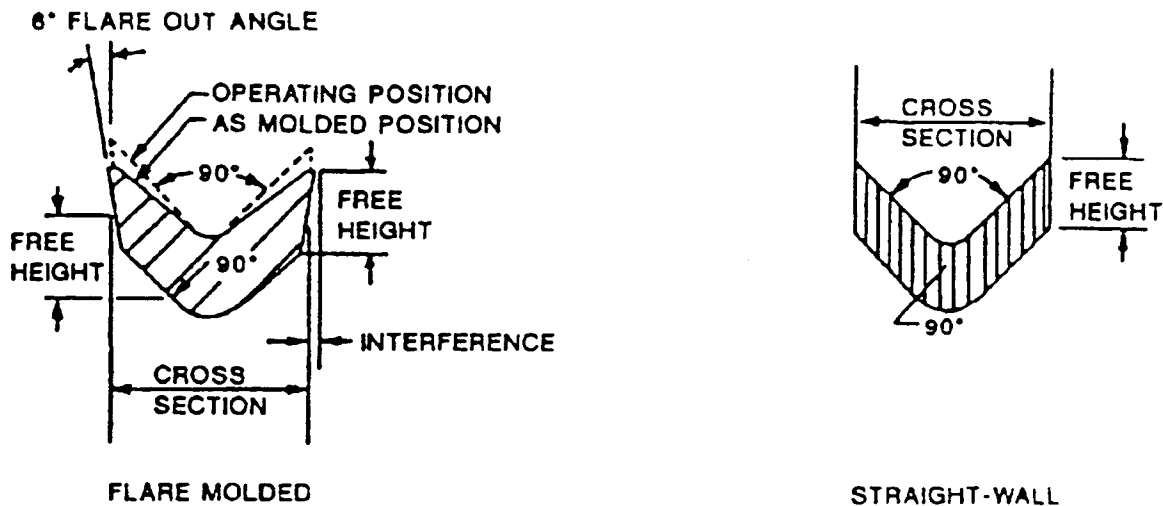 6° FLARE OUT ANGLE
OPERATING POSITION
AS MOLDED POSITION
90°
FREE
HEIGHT
FREE
HEIGHT
90°
INTERFERENCE
CROSS
SECTION
FLARE MOLDED
CROSS
SECTION
90°
FREE
HEIGHT
90°
STRAIGHT-WALL